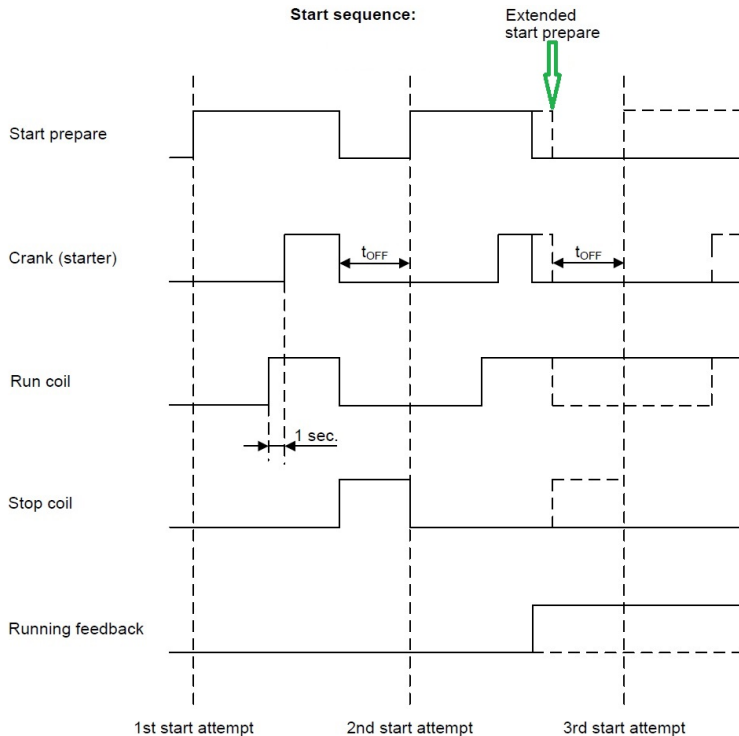 Start sequence:
Extended
start prepare
Start prepare
Crank (starter)
tOFF
tOFF
Run coil
1 sec.
Stop coil
Running feedback
1st start attempt
2nd start attempt
3rd start attempt